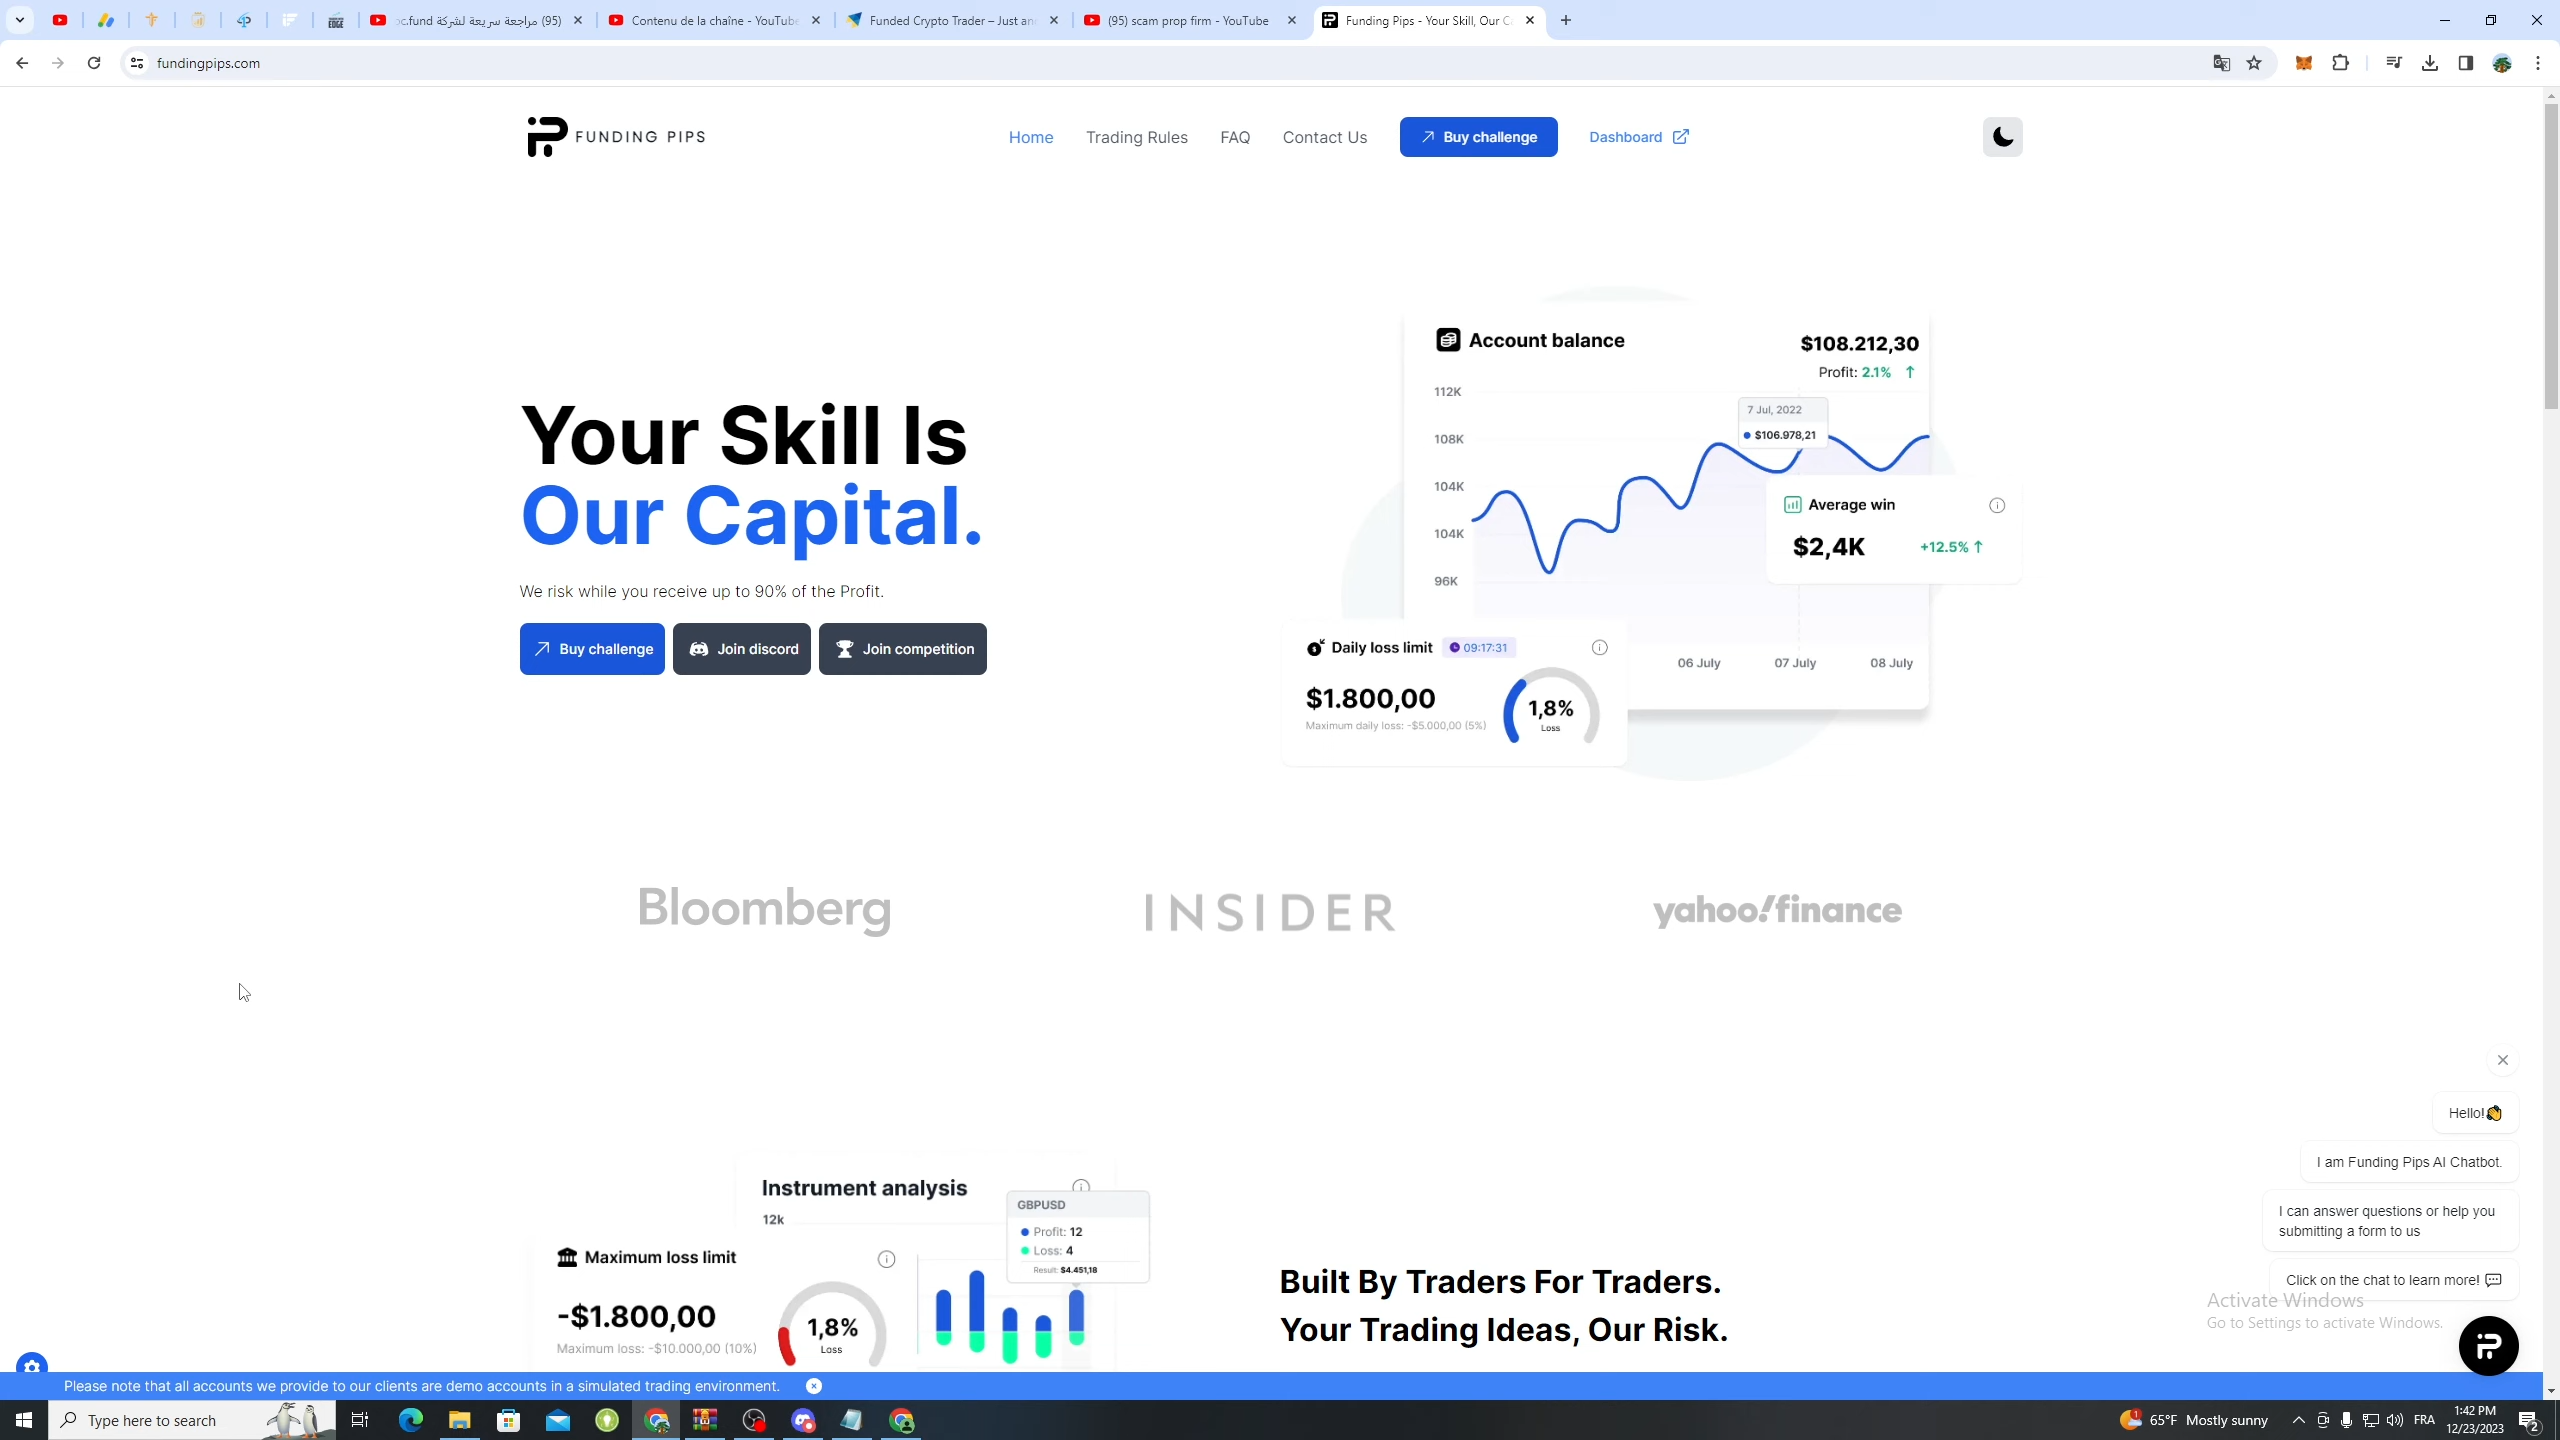 (95) مراجعة سريعة لشركة oc.fund
Contenu de la chaîne - YouTube
Funded Crypto Trader – Just an
(95) scam prop firm - YouTube
Funding Pips - Your Skill, Our C
fundingpips.com
FUNDING PIPS
Home
Trading Rules
FAQ
Contact Us
Buy challenge
Dashboard
Your Skill Is
Our Capital.
We risk while you receive up to 90% of the Profit.
Buy challenge
Join discord
Join competition
Account balance
$108.212,30
Profit: 2.1%
112K
7 Jul, 2022
$106.978,21
108K
104K
104K
96K
Average win
$2,4K
+12.5%
06 July
07 July
08 July
Daily loss limit
09:17:31
$1.800,00
Maximum daily loss: -$5.000,00 (5%)
1,8%
Loss
Bloomberg
INSIDER
yahoo!finance
Instrument analysis
12k
GBPUSD
Profit: 12
Loss: 4
Result: $4.451,18
Maximum loss limit
-$1.800,00
Maximum loss: -$10.000,00 (10%)
1,8%
Loss
Built By Traders For Traders.
Your Trading Ideas, Our Risk.
Hello!
I am Funding Pips AI Chatbot.
I can answer questions or help you
submitting a form to us
Click on the chat to learn more!
Activate Windows
Go to Settings to activate Windows.
Please note that all accounts we provide to our clients are demo accounts in a simulated trading environment.
Type here to search
65°F Mostly sunny
FRA
1:42 PM
12/23/2023
2